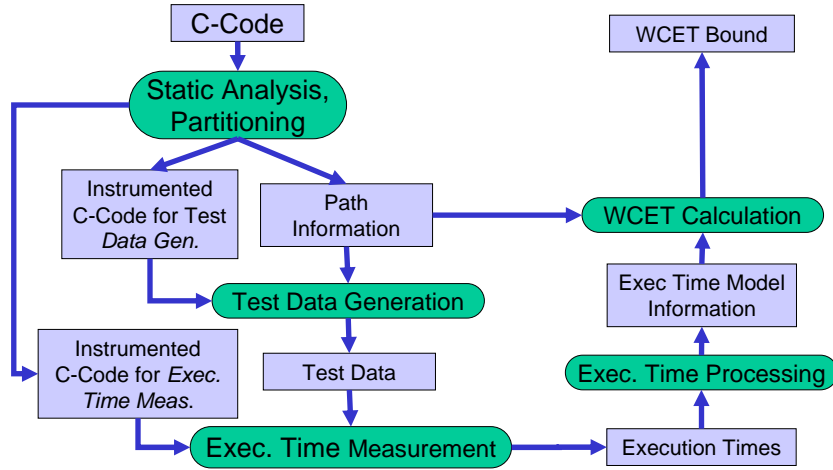 C-Code
WCET Bound
Static Analysis,
Partitioning
Instrumented
C-Code for Test
Data Gen.
Path
Information
WCET Calculation
Test Data Generation
Exec Time Model
Information
Instrumented
C-Code for Exec.
Time Meas.
Test Data
Exec. Time Processing
Exec. Time Measurement
Execution Times